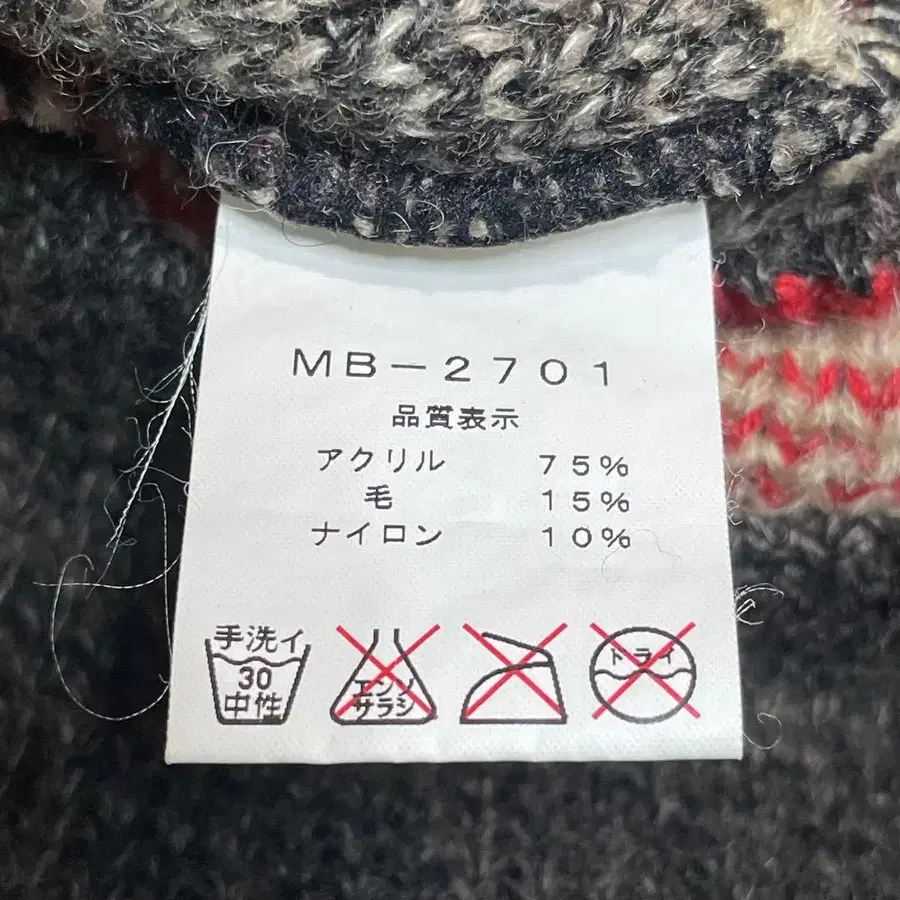 MB－2701
品質表示
アクリル 75%
毛 15%
ナイロン 10%
手洗イ
30
中性
エンソ
サラシ
ドライ